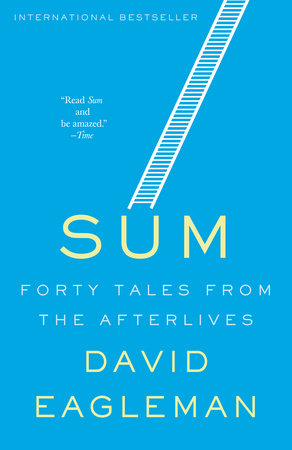 INTERNATIONAL BESTSELLER
“Read Sum
and
be amazed.”
—Time
SUM
FORTY TALES FROM
THE AFTERLIVES
DAVID
EAGLEMAN